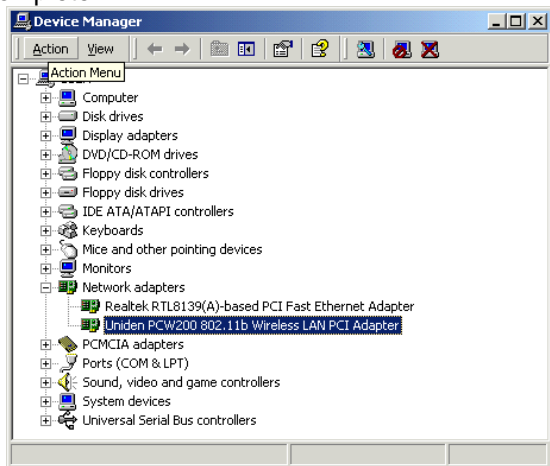 Device Manager
Action View
Action Menu
Computer
Disk drives
Display adapters
DVD/CD-ROM drives
Floppy disk controllers
Floppy disk drives
IDE ATA/ATAPI controllers
Keyboards
Mice and other pointing devices
Monitors
Network adapters
Realtek RTL8139(A)-based PCI Fast Ethernet Adapter
Uniden PCW200 802.11b Wireless LAN PCI Adapter
PCMCIA adapters
Ports (COM & LPT)
Sound, video and game controllers
System devices
Universal Serial Bus controllers